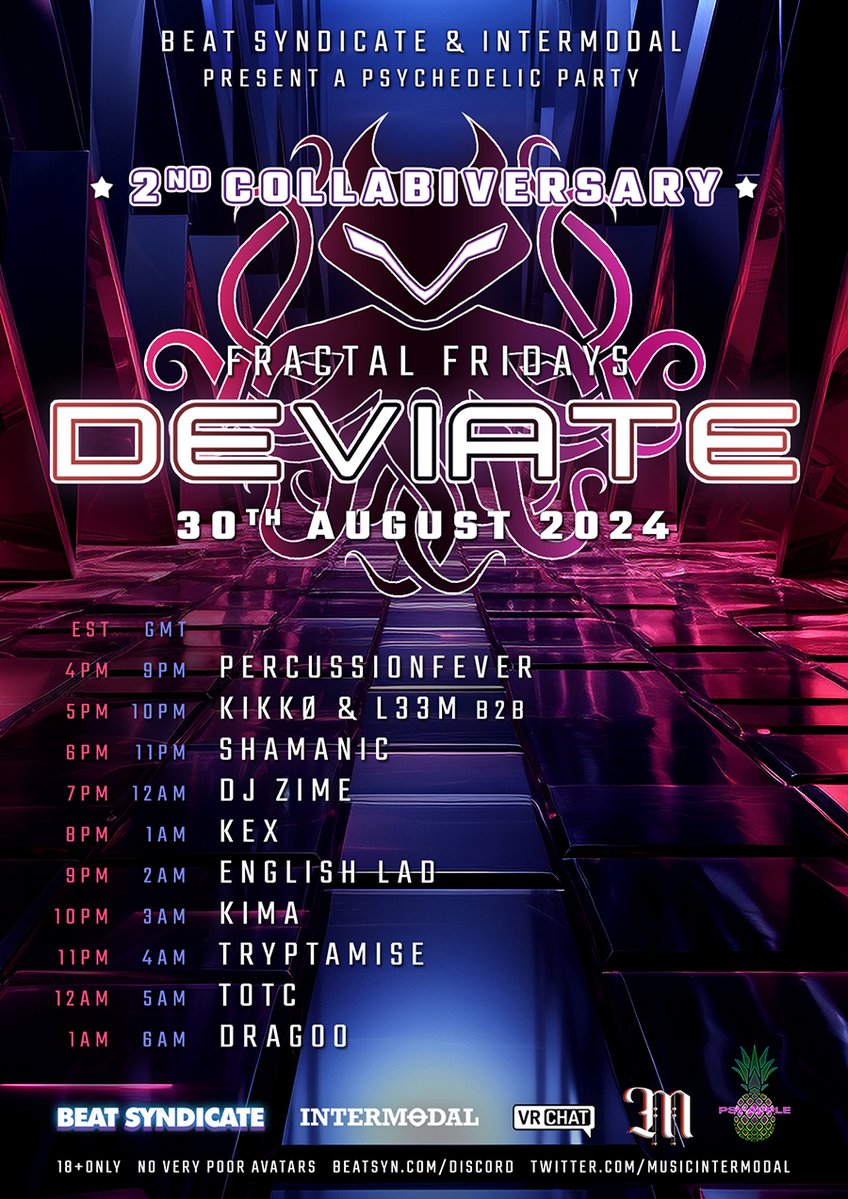 BEAT SYNDICATE & INTERMODAL
PRESENT A PSYCHEDELIC PARTY
2ND COLLABIVERSARY
FRACTAL FRIDAYS
DEVIATE
30TH AUGUST 2024
EST GMT
4PM 9PM PERCUSSIONFEVER
5PM 10PM KIKKØ & L33M B2B
6PM 11PM SHAMANIC
7PM 12AM DJ ZIME
8PM 1AM KEX
9PM 2AM ENGLISH LAD
10PM 3AM KIMA
11PM 4AM TRYPTAMISE
12AM 5AM TOTC
1AM 6AM DRAGOO
BEAT SYNDICATE INTERMODAL VRCHAT M
18+ONLY NO VERY POOR AVATARS BEATSYN.COM/DISCORD TWITTER.COM/MUSICINTERMODAL